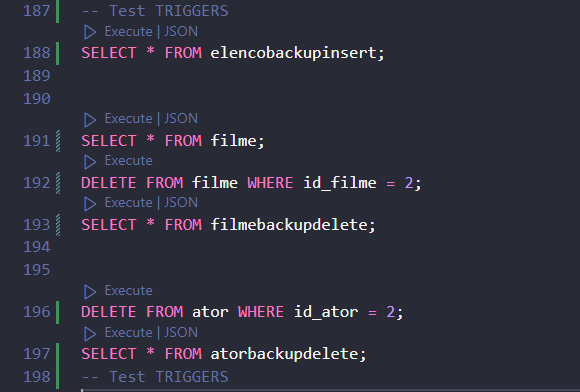 187 -- Test TRIGGERS
Execute | JSON
188 SELECT * FROM elencobackupinsert;
189
190
Execute | JSON
191 SELECT * FROM filme;
Execute
192 DELETE FROM filme WHERE id_filme = 2;
Execute | JSON
193 SELECT * FROM filmebackupdelete;
194
195
Execute
196 DELETE FROM ator WHERE id_ator = 2;
Execute | JSON
197 SELECT * FROM atorbackupdelete;
198 -- Test TRIGGERS